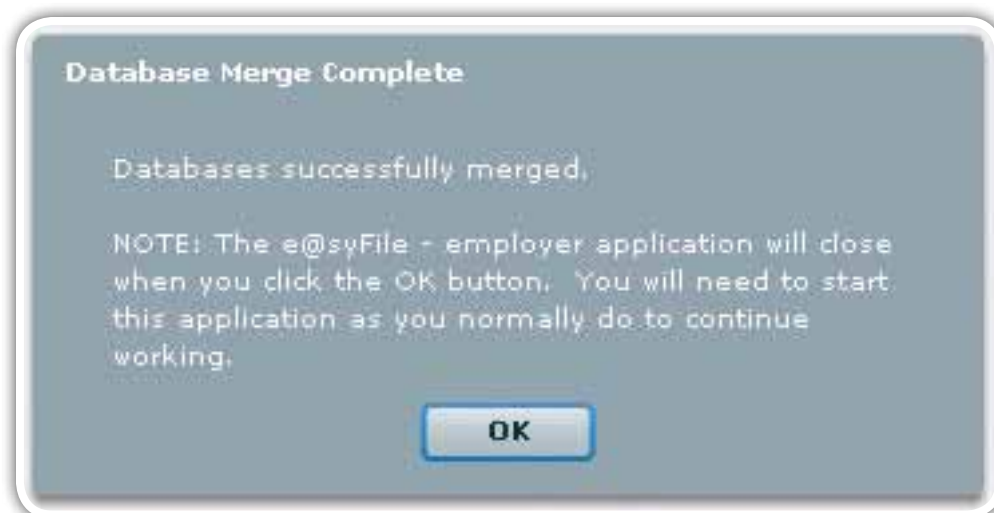 Database Merge Complete
Databases successfully merged.
NOTE: The e@syFile - employer application will close
when you click the OK button. You will need to start
this application as you normally do to continue
working.
OK